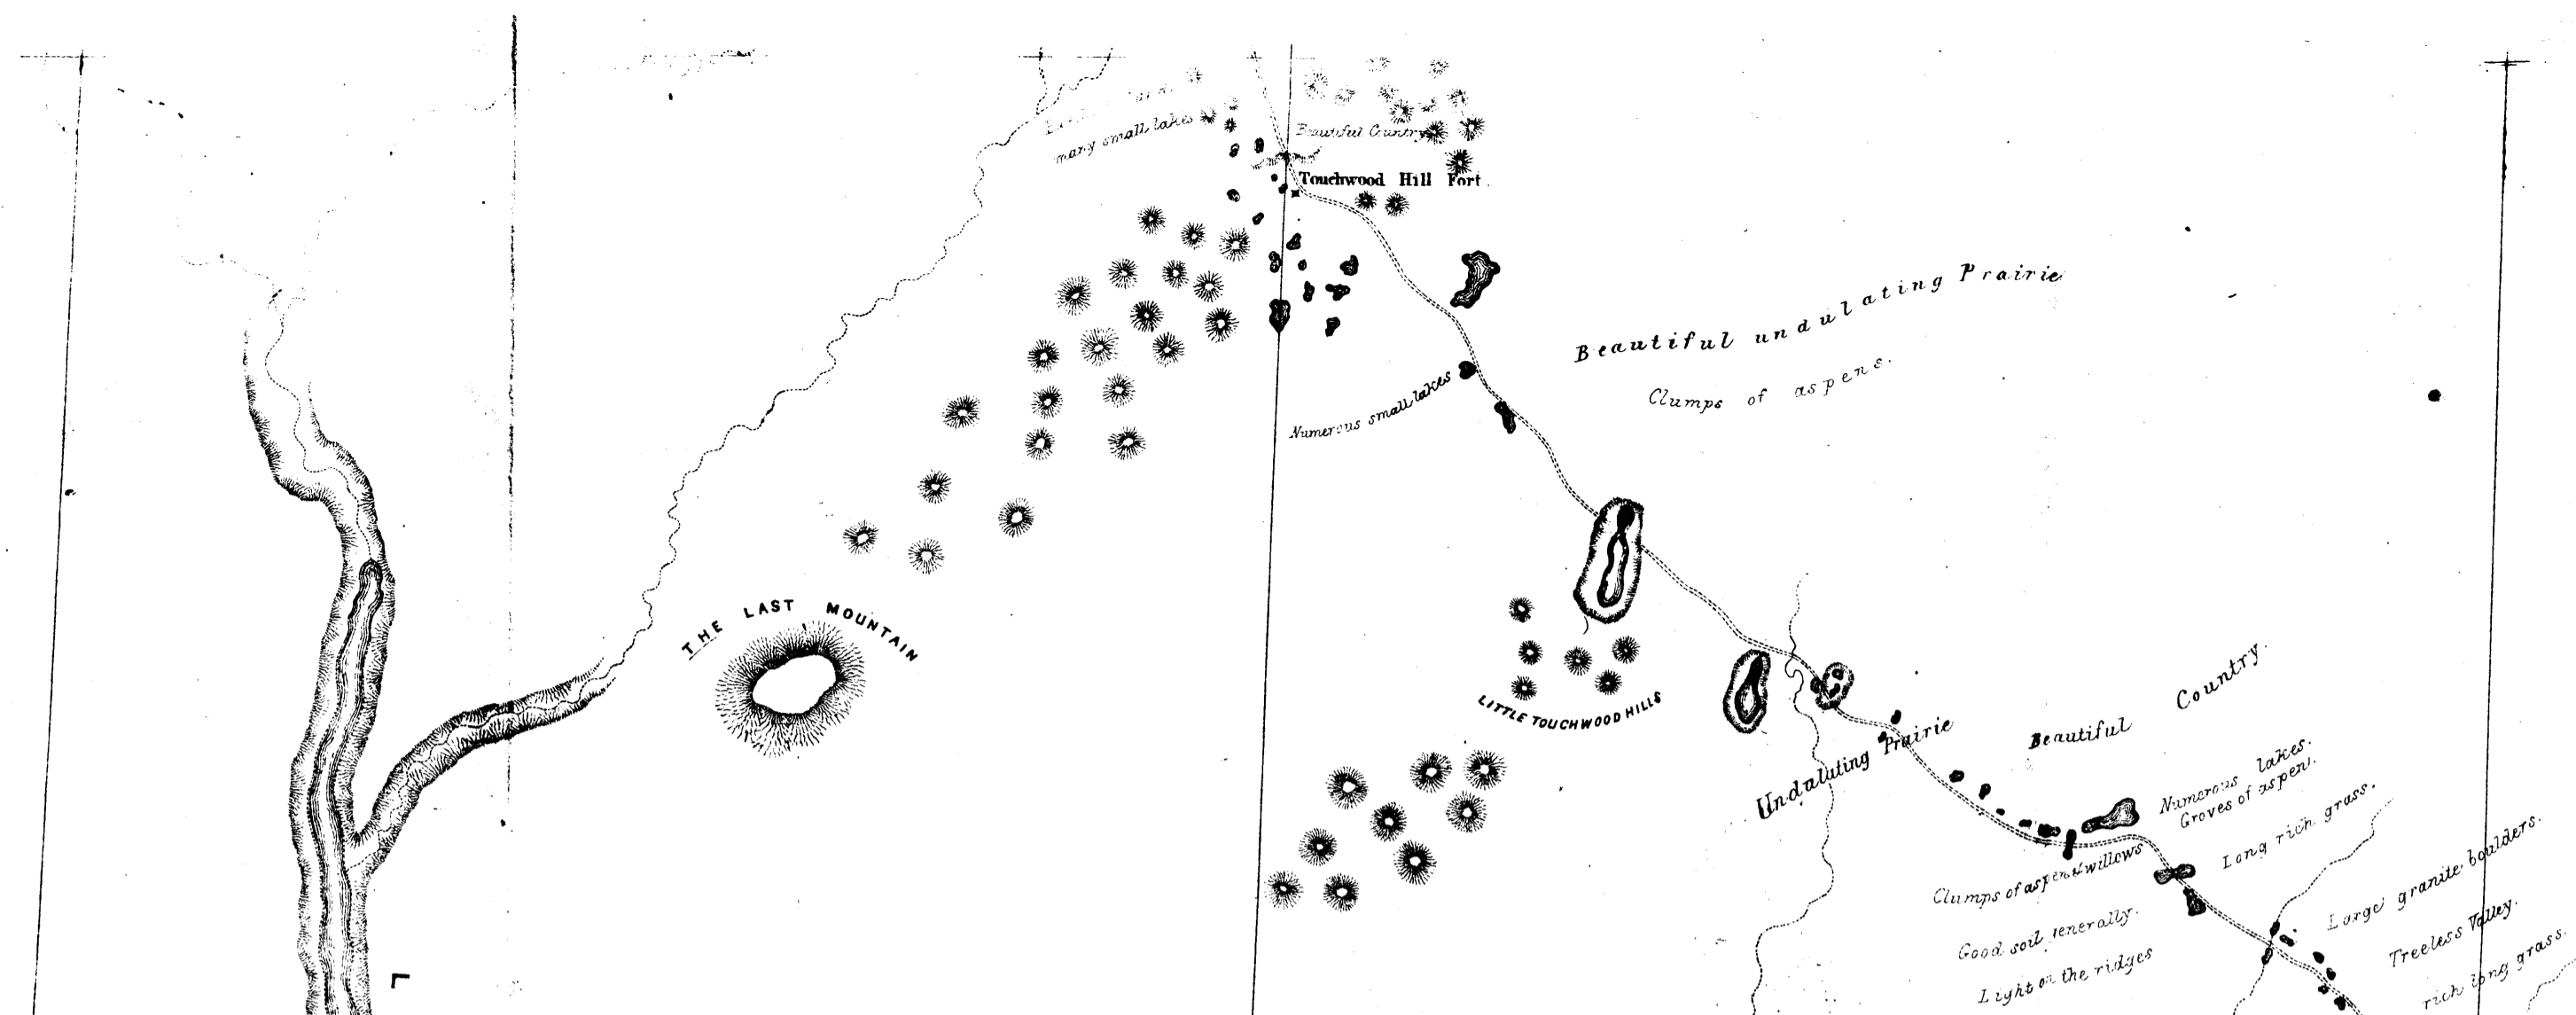 many small lakes
Beautiful Country
Touchwood Hill Fort.
Beautiful undulating Prairie
Clumps of aspens.
Numerous small lakes
THE LAST MOUNTAIN
LITTLE TOUCHWOOD HILLS
Undulating Prairie
Beautiful Country.
Numerous lakes.
Groves of aspen.
Long rich grass.
Clumps of aspen & willows
Good soil generally.
Light on the ridges
Large granite boulders.
Treeless Valley.
rich long grass.